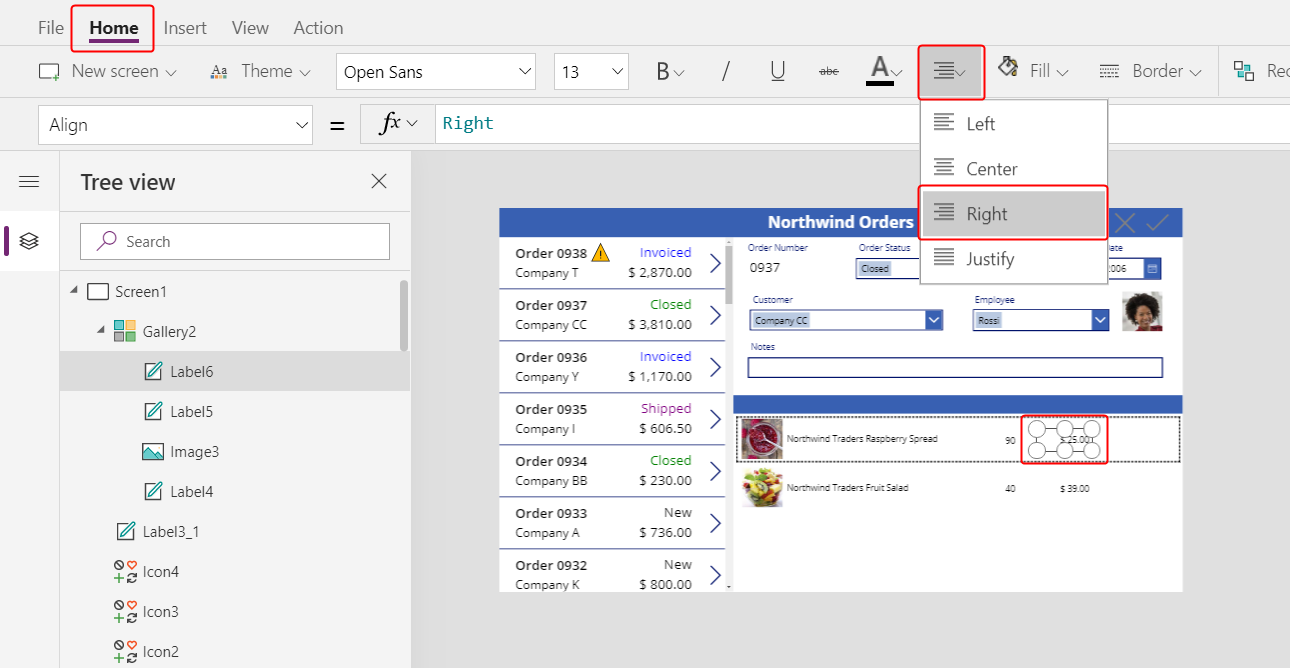 File Home Insert View Action
New screen Aa Theme Open Sans 13 B / U abc A Fill Border Rec
Align = fx Right
Left
Center
Right
Justify
Tree view
Search
Screen1
Gallery2
Label6
Label5
Image3
Label4
Label3_1
Icon4
Icon3
Icon2
Northwind Orders
Order 0938 Invoiced
Company T $ 2,870.00
Order 0937 Closed
Company CC $ 3,810.00
Order 0936 Invoiced
Company Y $ 1,170.00
Order 0935 Shipped
Company I $ 606.50
Order 0934 Closed
Company BB $ 230.00
Order 0933 New
Company A $ 736.00
Order 0932 New
Company K $ 800.00
Order Number Order Status ate
0937 Closed 2006
Customer Employee
Company CC Rossi
Notes
Northwind Traders Raspberry Spread 90 $ 25.00
Northwind Traders Fruit Salad 40 $ 39.00